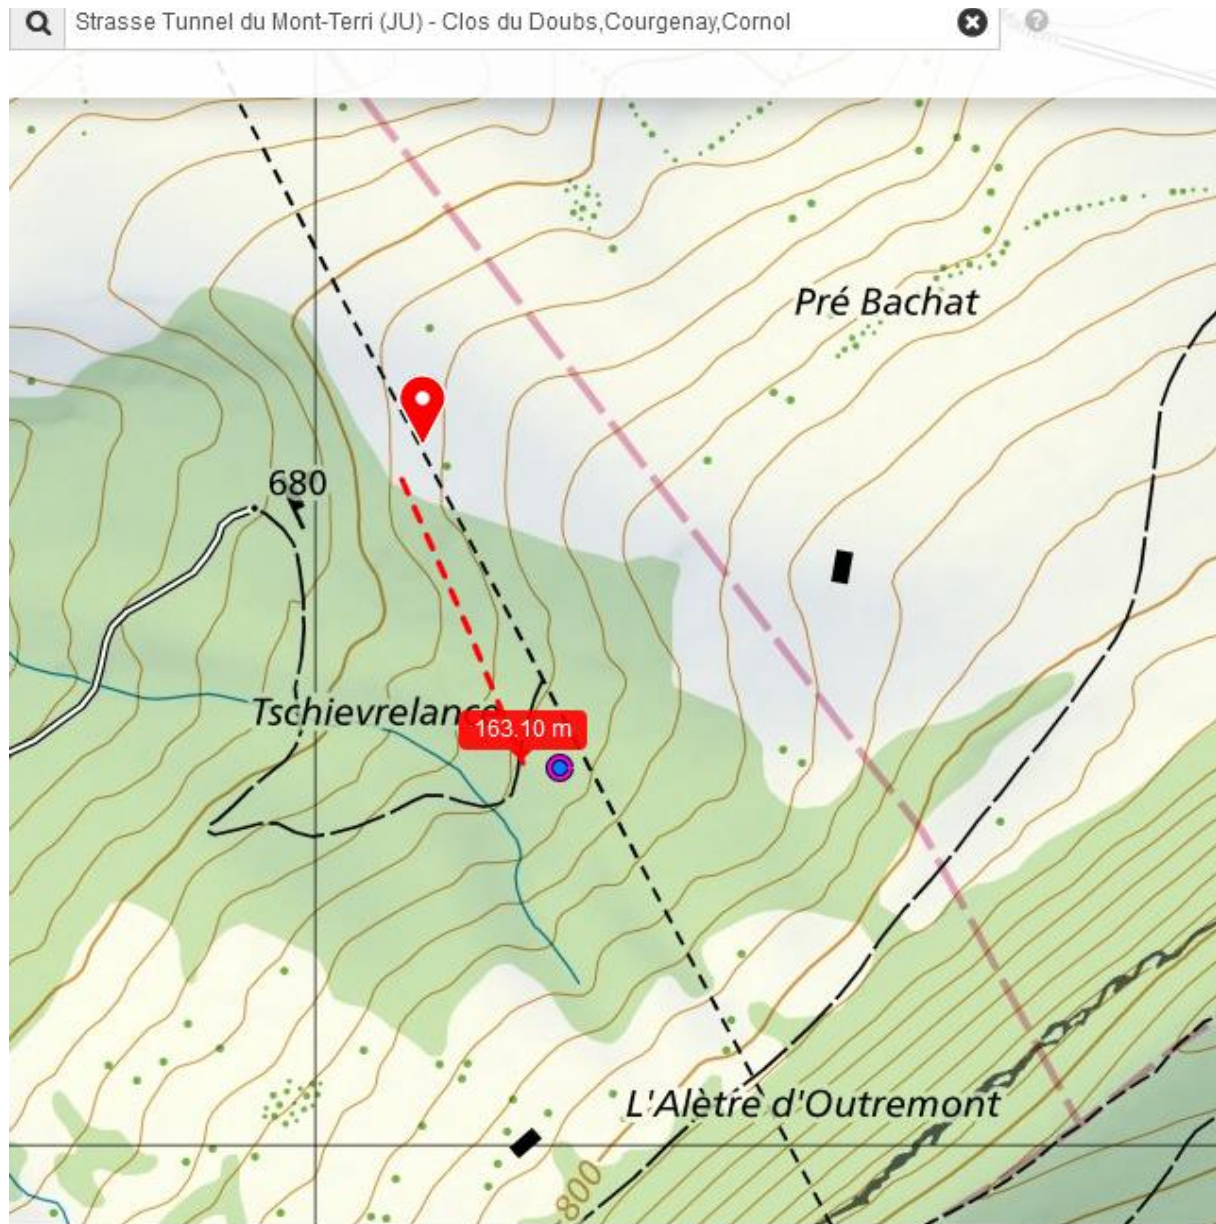 Strasse Tunnel du Mont-Terri (JU) - Clos du Doubs,Courgenay,Cornol
Pré Bachat
680
Tschievrelance
163.10 m
L'Alètre d'Outremont
800